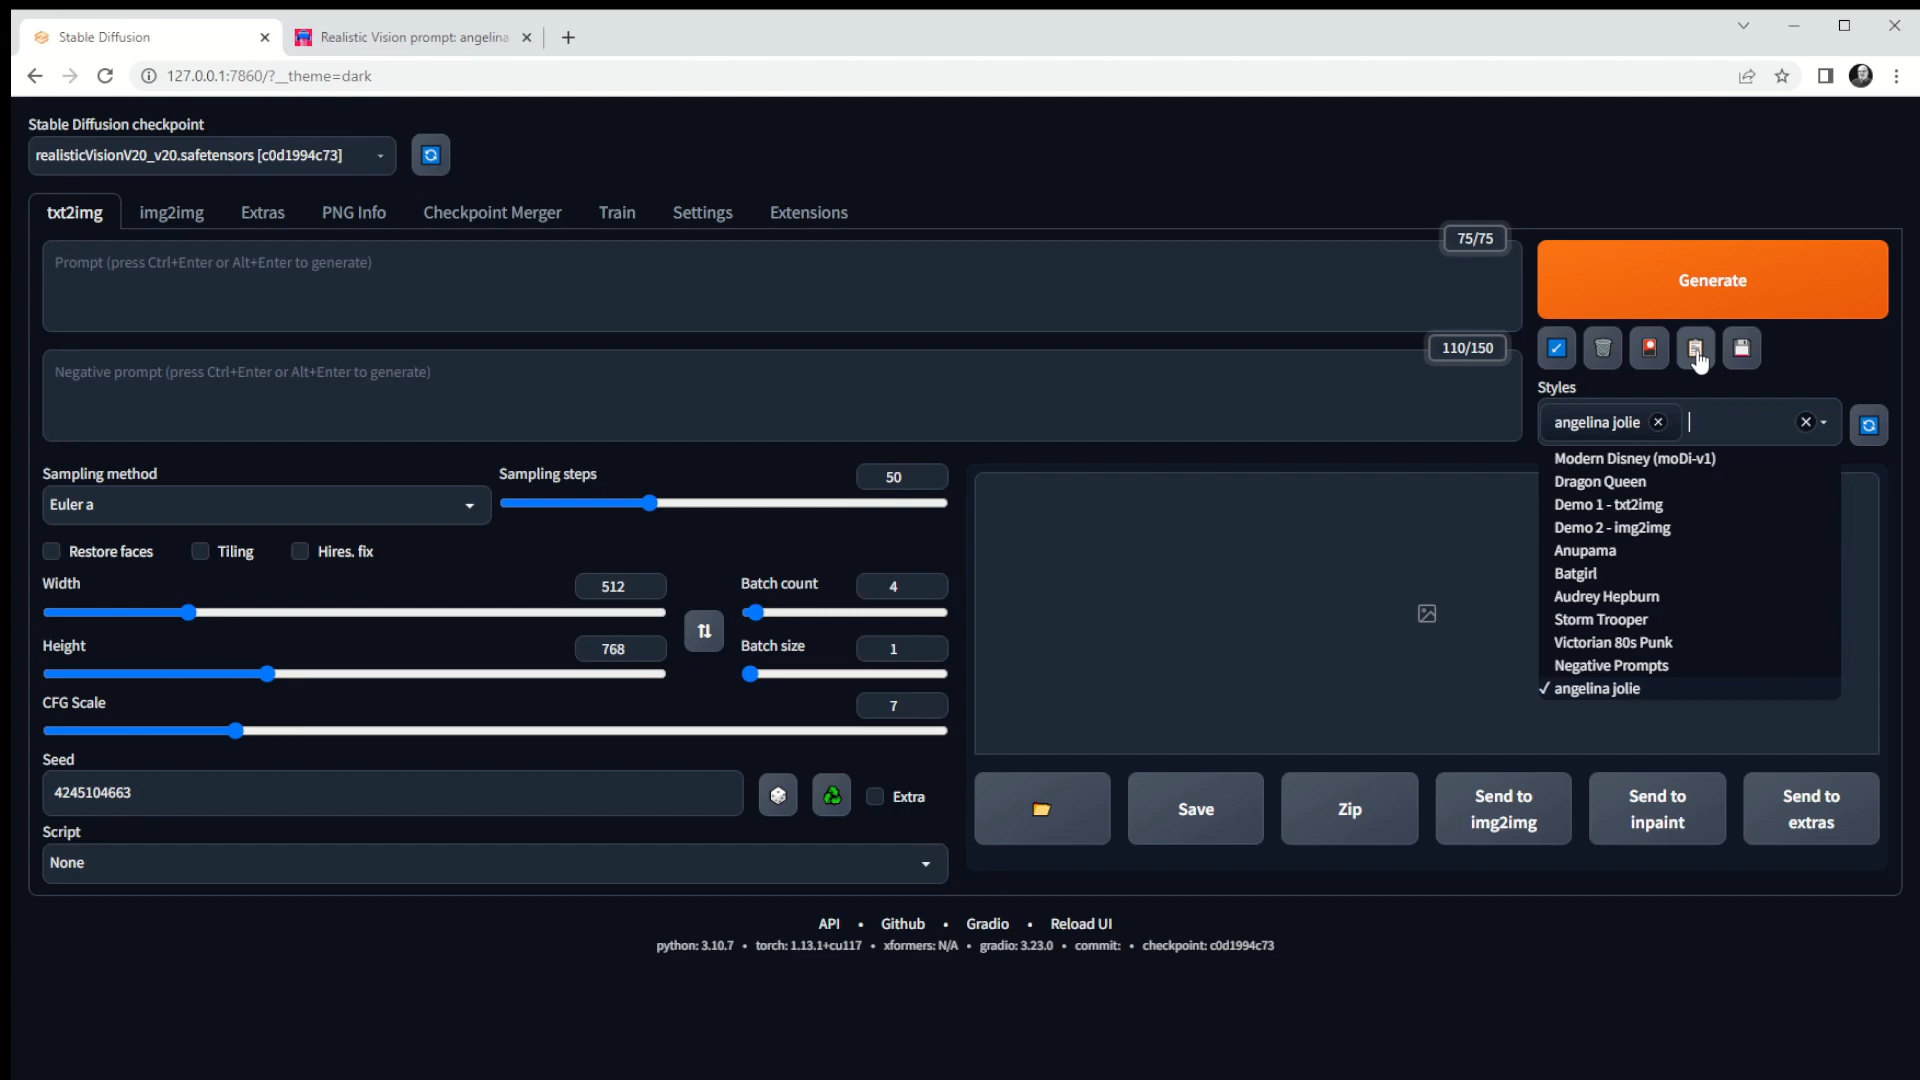 Stable Diffusion
Realistic Vision prompt: angelina
127.0.0.1:7860/?__theme=dark
Stable Diffusion checkpoint
realisticVisionV20_v20.safetensors [c0d1994c73]
txt2img
img2img
Extras
PNG Info
Checkpoint Merger
Train
Settings
Extensions
75/75
Prompt (press Ctrl+Enter or Alt+Enter to generate)
Generate
110/150
Negative prompt (press Ctrl+Enter or Alt+Enter to generate)
Styles
angelina jolie
Modern Disney (moDi-v1)
Dragon Queen
Demo 1 - txt2img
Demo 2 - img2img
Anupama
Batgirl
Audrey Hepburn
Storm Trooper
Victorian 80s Punk
Negative Prompts
✓ angelina jolie
Sampling method
Euler a
Sampling steps
50
Restore faces
Tiling
Hires. fix
Width
512
Batch count
4
Height
768
Batch size
1
CFG Scale
7
Seed
4245104663
Extra
Script
None
Save
Zip
Send to
img2img
Send to
inpaint
Send to
extras
API • Github • Gradio • Reload UI
python: 3.10.7 • torch: 1.13.1+cu117 • xformers: N/A • gradio: 3.23.0 • commit: • checkpoint: c0d1994c73